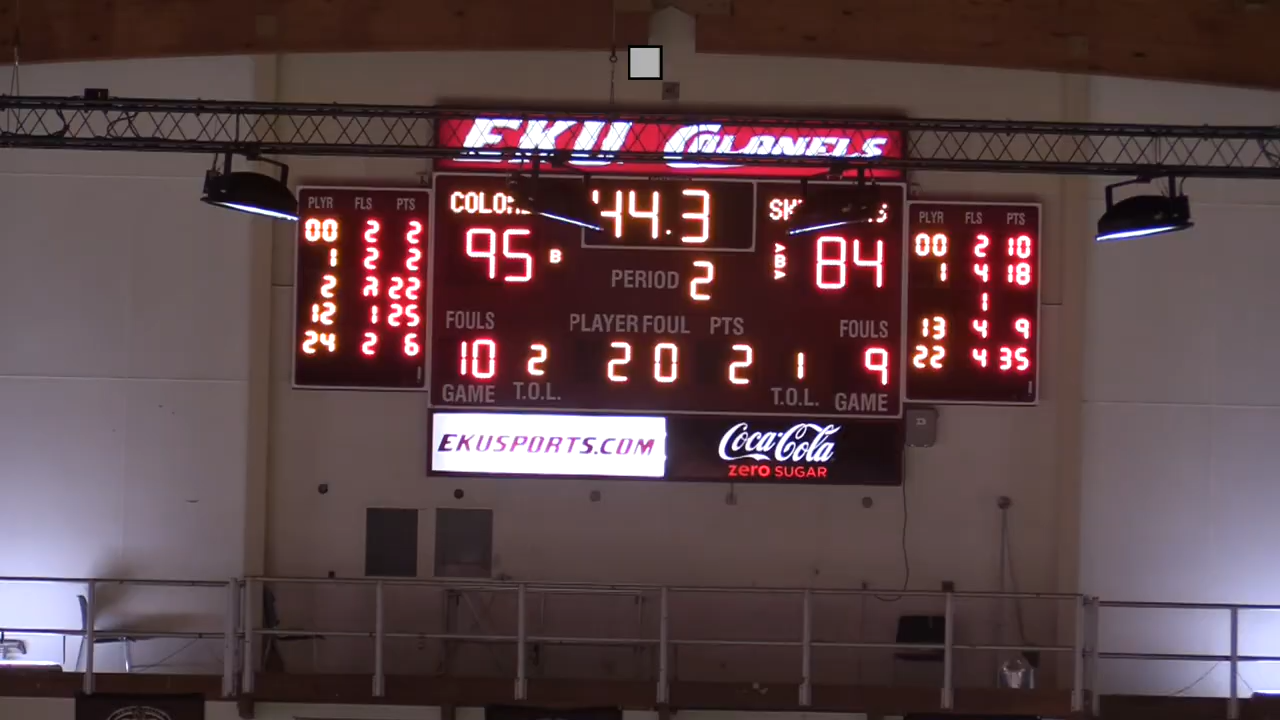 EKU COLONELS
44.3
95 B B 84
PERIOD 2
FOULS PLAYER FOUL PTS FOULS
10 2 20 2 1 9
GAME T.O.L. T.O.L. GAME
PLYR FLS PTS
00 2 2
1 2 2
2 2 22
12 1 25
24 2 6
PLYR FLS PTS
00 2 10
1 4 18
1
13 4 9
22 4 35
EKUSPORTS.COM
Coca-Cola
zero SUGAR